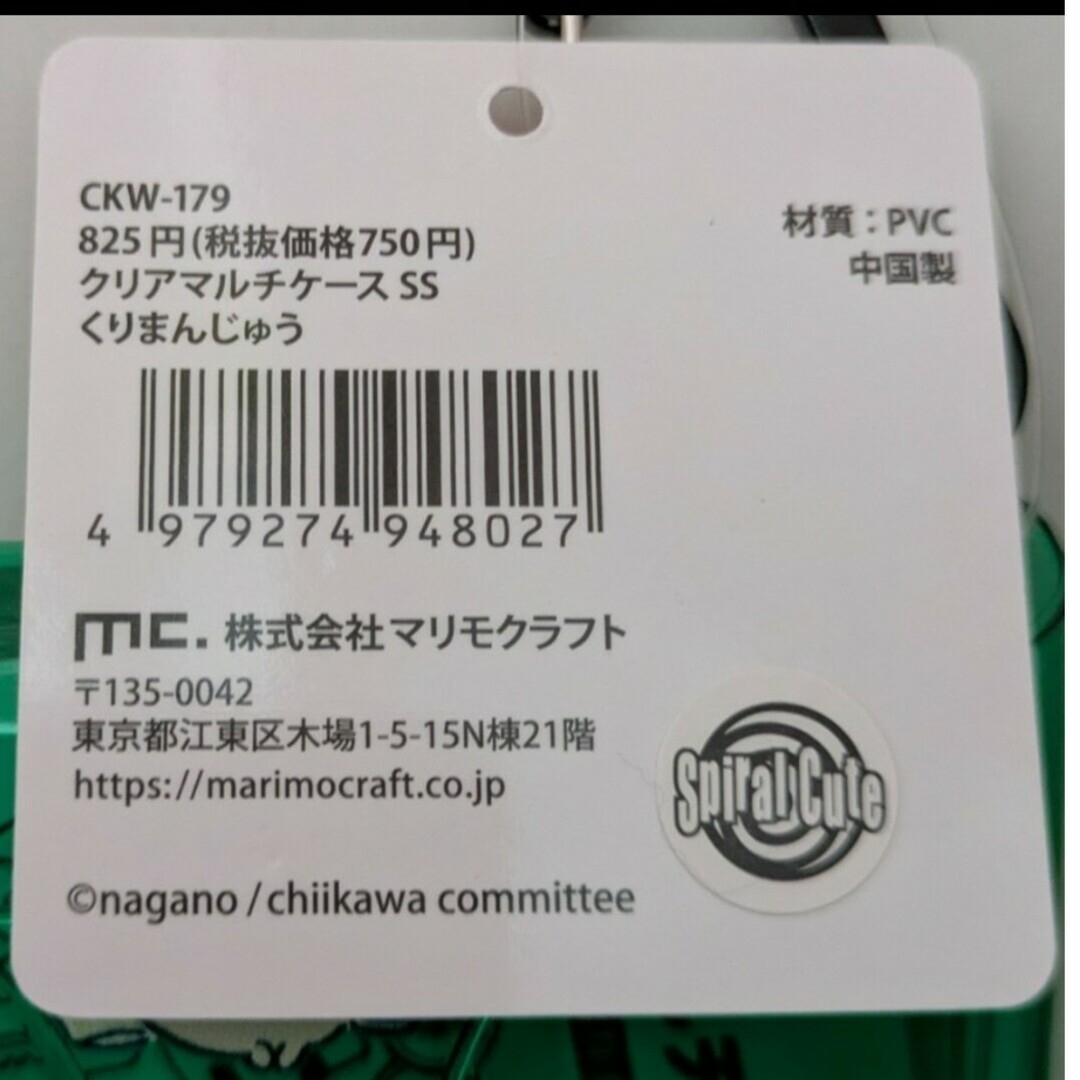 CKW-179
825円(税抜価格750円)
クリアマルチケース SS
くりまんじゅう
材質：PVC
中国製
4 979274 948027
mc. 株式会社マリモクラフト
〒135-0042
東京都江東区木場1-5-15N棟21階
https://marimocraft.co.jp
Spiral Cute
©nagano / chiikawa committee